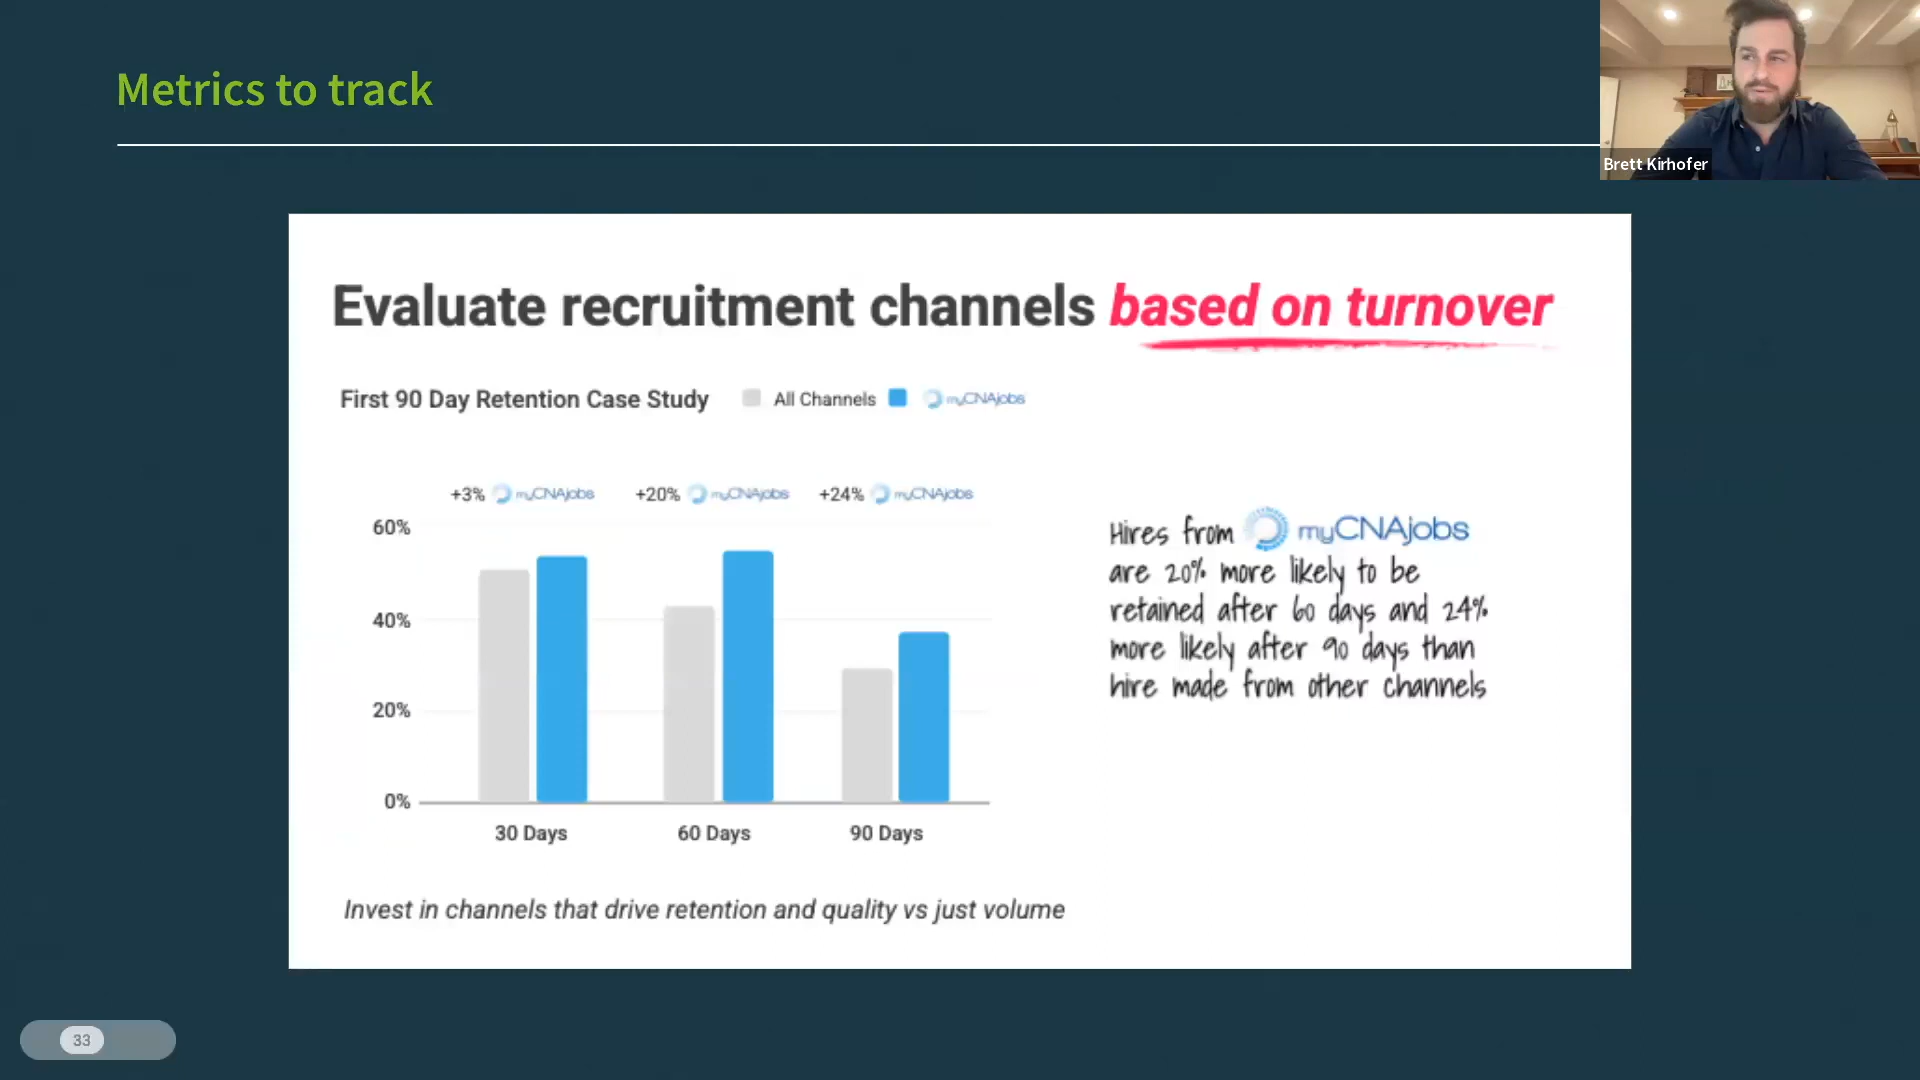 Metrics to track
Brett Kirhofer
Evaluate recruitment channels based on turnover
First 90 Day Retention Case Study All Channels myCNAjobs
+3% myCNAjobs +20% myCNAjobs +24% myCNAjobs
60%
40%
20%
0%
30 Days 60 Days 90 Days
Hires from myCNAjobs
are 20% more likely to be
retained after 60 days and 24%
more likely after 90 days than
hire made from other channels
Invest in channels that drive retention and quality vs just volume
33